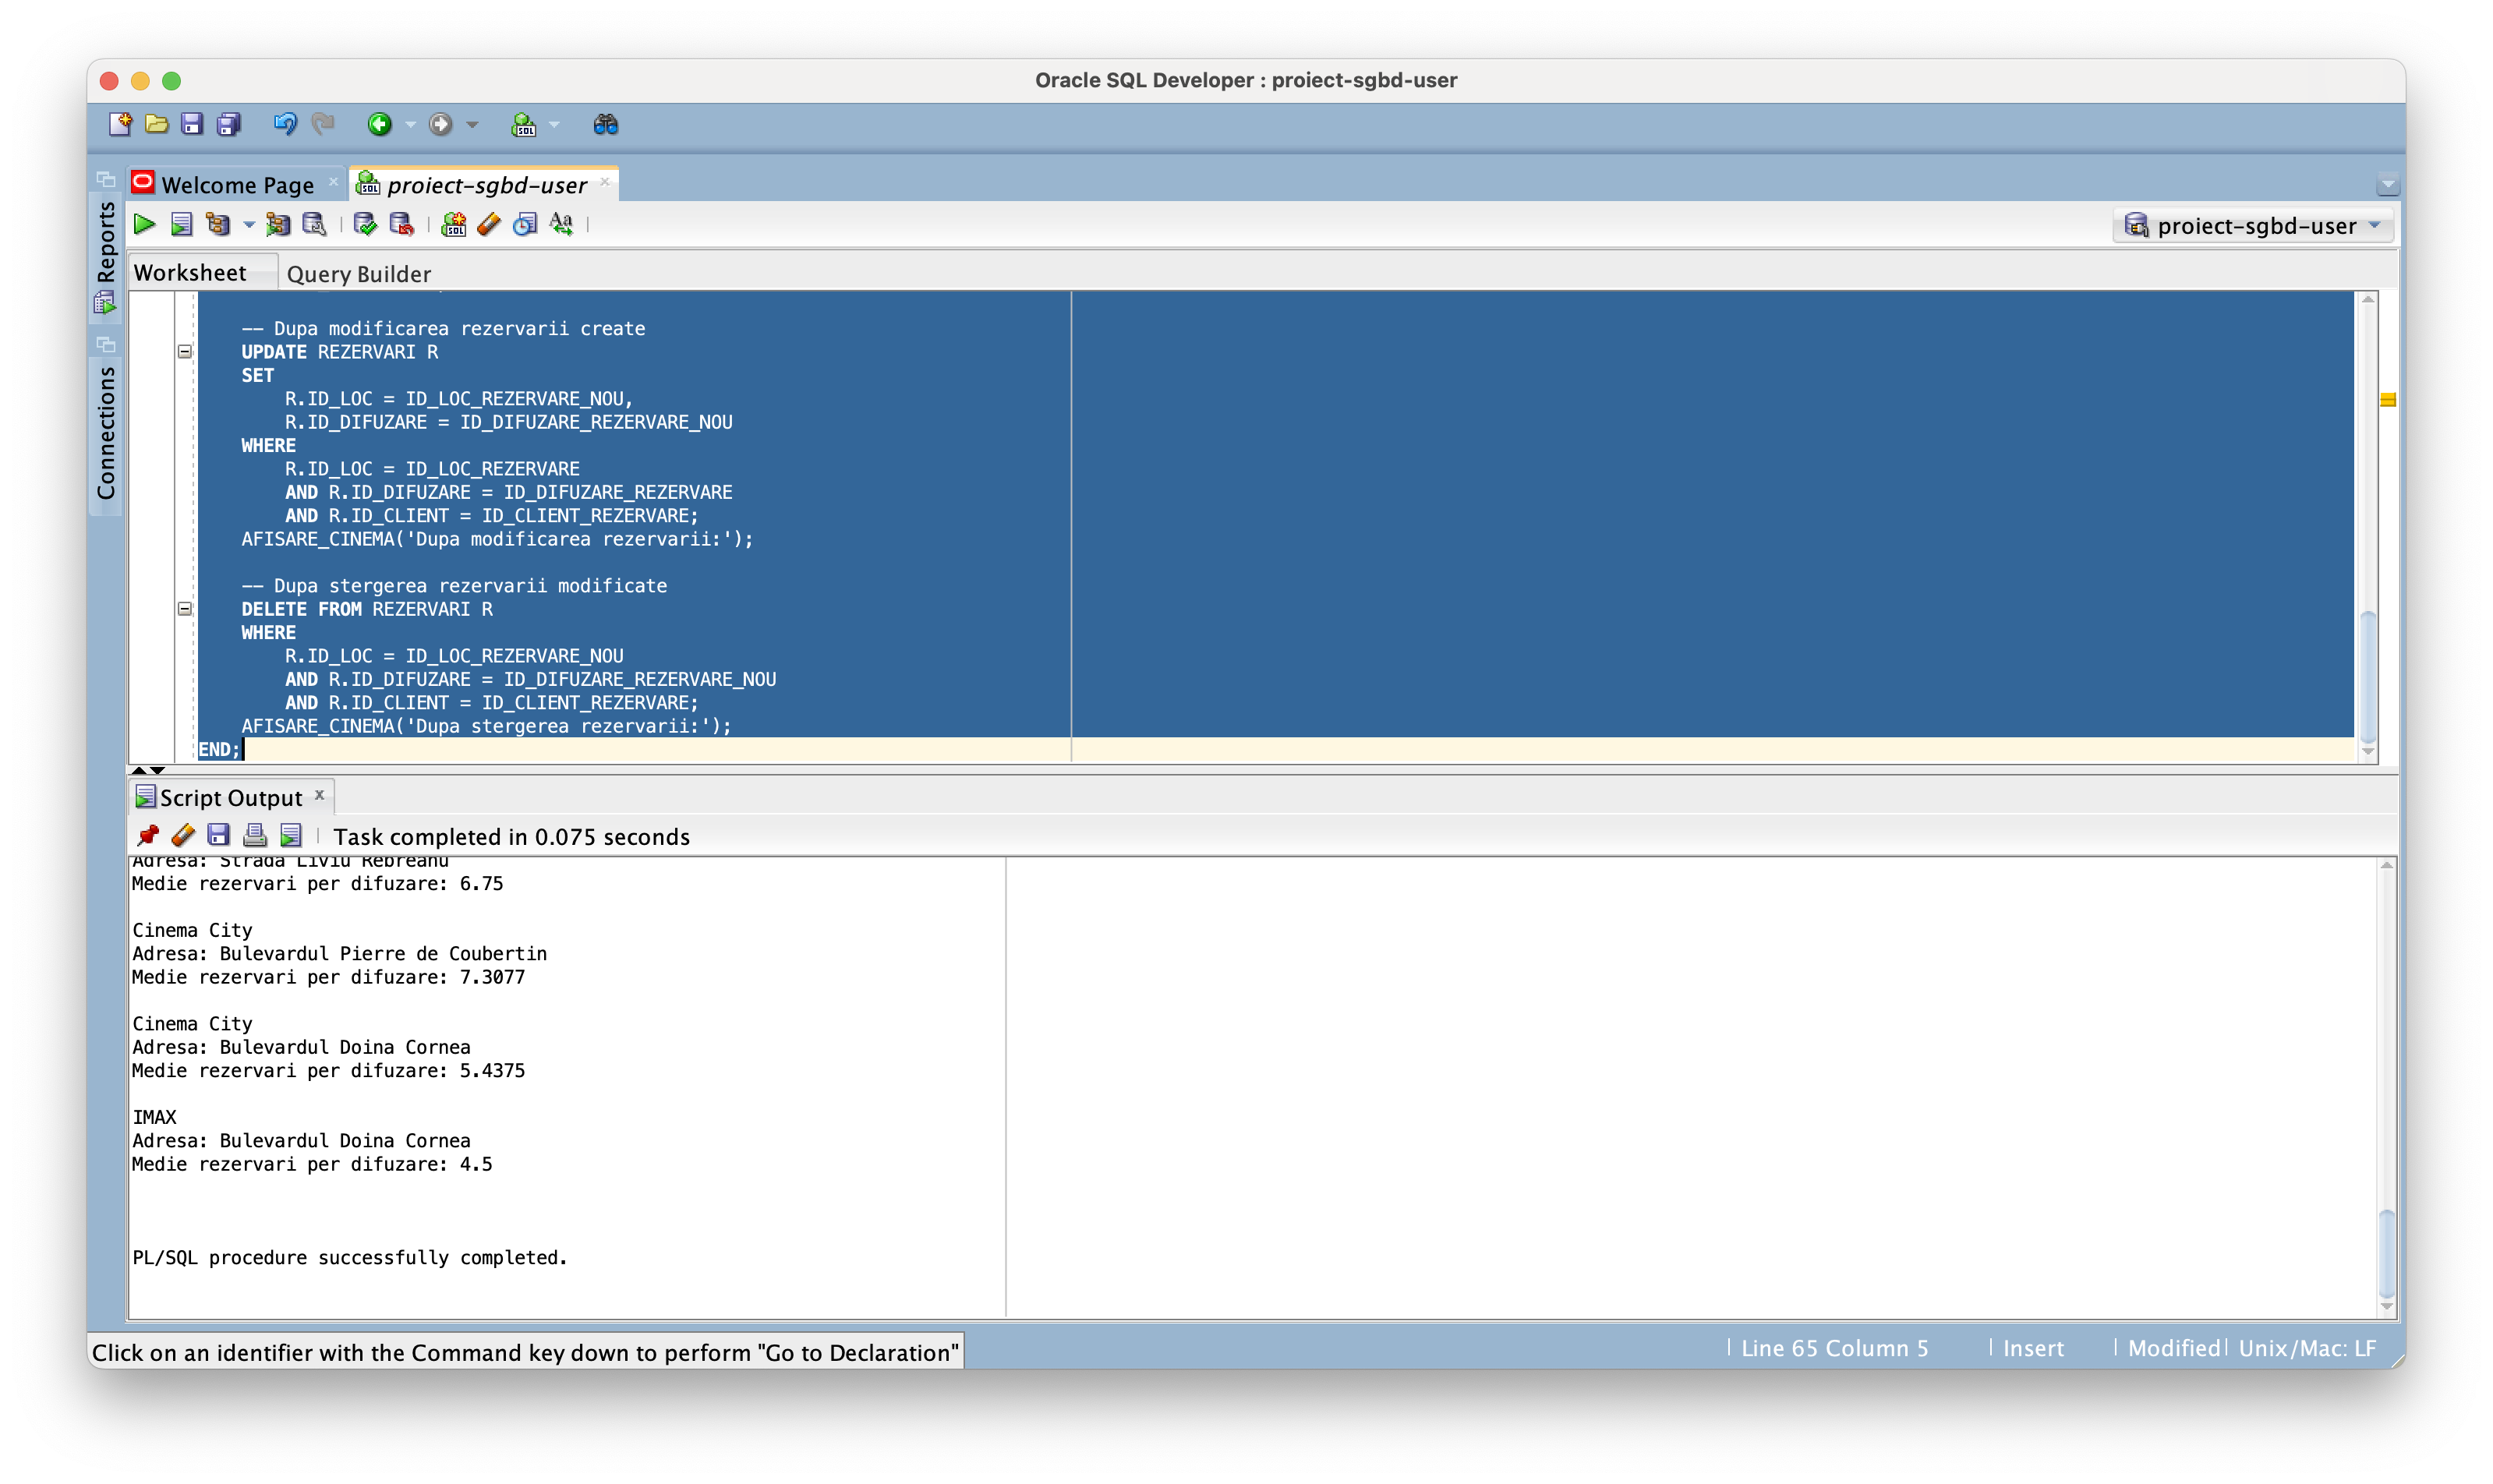 Oracle SQL Developer : proiect-sgbd-user
Welcome Page
proiect-sgbd-user
Reports
Connections
proiect-sgbd-user
Worksheet
Query Builder
-- Dupa modificarea rezervarii create
UPDATE REZERVARI R
SET
R.ID_LOC = ID_LOC_REZERVARE_NOU,
R.ID_DIFUZARE = ID_DIFUZARE_REZERVARE_NOU
WHERE
R.ID_LOC = ID_LOC_REZERVARE
AND R.ID_DIFUZARE = ID_DIFUZARE_REZERVARE
AND R.ID_CLIENT = ID_CLIENT_REZERVARE;
AFISARE_CINEMA('Dupa modificarea rezervarii:');
-- Dupa stergerea rezervarii modificate
DELETE FROM REZERVARI R
WHERE
R.ID_LOC = ID_LOC_REZERVARE_NOU
AND R.ID_DIFUZARE = ID_DIFUZARE_REZERVARE_NOU
AND R.ID_CLIENT = ID_CLIENT_REZERVARE;
AFISARE_CINEMA('Dupa stergerea rezervarii:');
END;
Script Output
Task completed in 0.075 seconds
Adresa: Strada Liviu Rebreanu
Medie rezervari per difuzare: 6.75
Cinema City
Adresa: Bulevardul Pierre de Coubertin
Medie rezervari per difuzare: 7.3077
Cinema City
Adresa: Bulevardul Doina Cornea
Medie rezervari per difuzare: 5.4375
IMAX
Adresa: Bulevardul Doina Cornea
Medie rezervari per difuzare: 4.5
PL/SQL procedure successfully completed.
Click on an identifier with the Command key down to perform "Go to Declaration"
Line 65 Column 5
Insert
Modified
Unix/Mac: LF